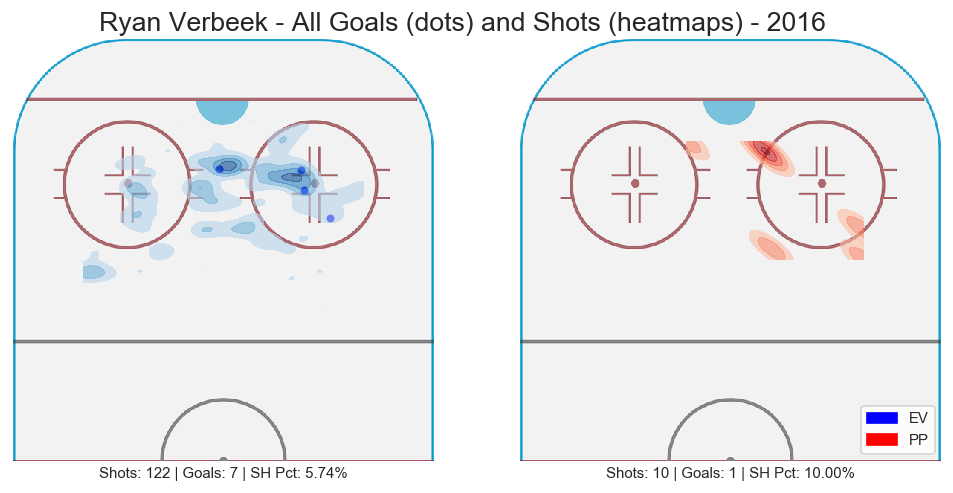 Ryan Verbeek - All Goals (dots) and Shots (heatmaps) - 2016
EV
PP
Shots: 122 | Goals: 7 | SH Pct: 5.74%
Shots: 10 | Goals: 1 | SH Pct: 10.00%